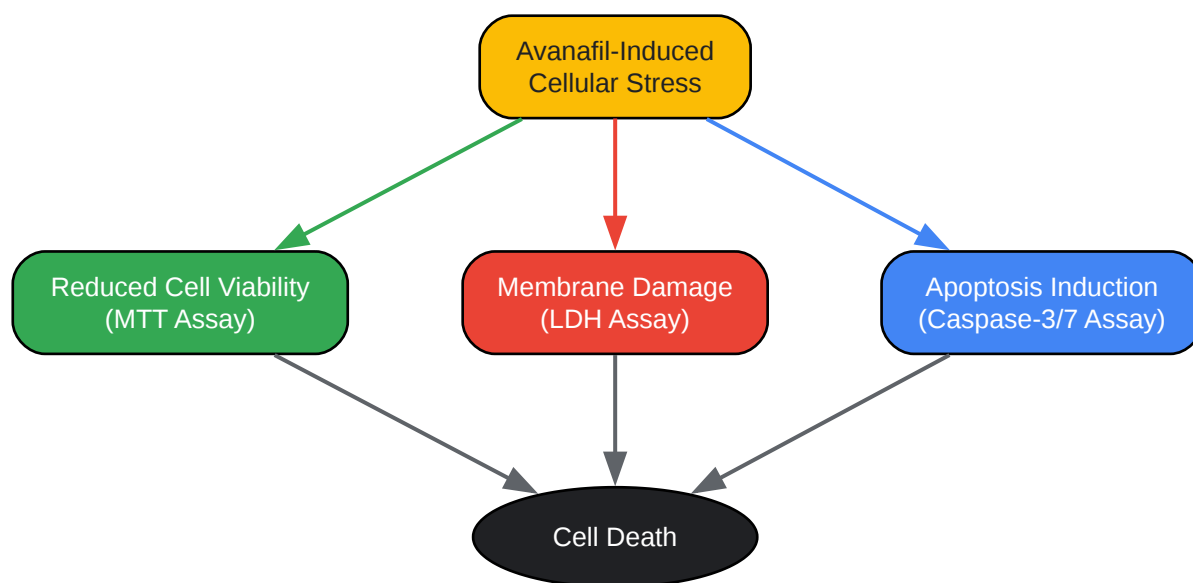 Avanafil-Induced
Cellular Stress
Reduced Cell Viability
(MTT Assay)
Membrane Damage
(LDH Assay)
Apoptosis Induction
(Caspase-3/7 Assay)
Cell Death